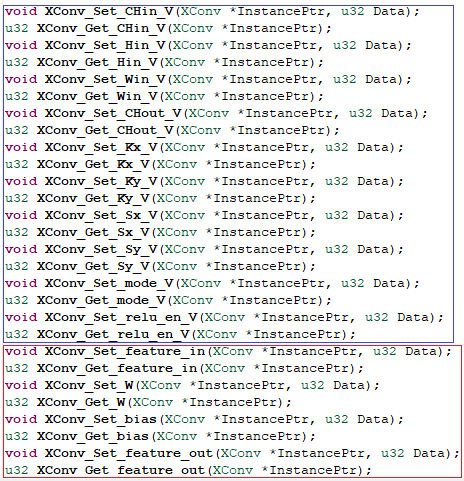 void XConv_Set_CHin_V(XConv *InstancePtr, u32 Data);
u32 XConv_Get_CHin_V(XConv *InstancePtr);
void XConv_Set_Hin_V(XConv *InstancePtr, u32 Data);
u32 XConv_Get_Hin_V(XConv *InstancePtr);
void XConv_Set_Win_V(XConv *InstancePtr, u32 Data);
u32 XConv_Get_Win_V(XConv *InstancePtr);
void XConv_Set_CHout_V(XConv *InstancePtr, u32 Data);
u32 XConv_Get_CHout_V(XConv *InstancePtr);
void XConv_Set_Kx_V(XConv *InstancePtr, u32 Data);
u32 XConv_Get_Kx_V(XConv *InstancePtr);
void XConv_Set_Ky_V(XConv *InstancePtr, u32 Data);
u32 XConv_Get_Ky_V(XConv *InstancePtr);
void XConv_Set_Sx_V(XConv *InstancePtr, u32 Data);
u32 XConv_Get_Sx_V(XConv *InstancePtr);
void XConv_Set_Sy_V(XConv *InstancePtr, u32 Data);
u32 XConv_Get_Sy_V(XConv *InstancePtr);
void XConv_Set_mode_V(XConv *InstancePtr, u32 Data);
u32 XConv_Get_mode_V(XConv *InstancePtr);
void XConv_Set_relu_en_V(XConv *InstancePtr, u32 Data);
u32 XConv_Get_relu_en_V(XConv *InstancePtr);
void XConv_Set_feature_in(XConv *InstancePtr, u32 Data);
u32 XConv_Get_feature_in(XConv *InstancePtr);
void XConv_Set_W(XConv *InstancePtr, u32 Data);
u32 XConv_Get_W(XConv *InstancePtr);
void XConv_Set_bias(XConv *InstancePtr, u32 Data);
u32 XConv_Get_bias(XConv *InstancePtr);
void XConv_Set_feature_out(XConv *InstancePtr, u32 Data);
u32 XConv_Get_feature_out(XConv *InstancePtr);